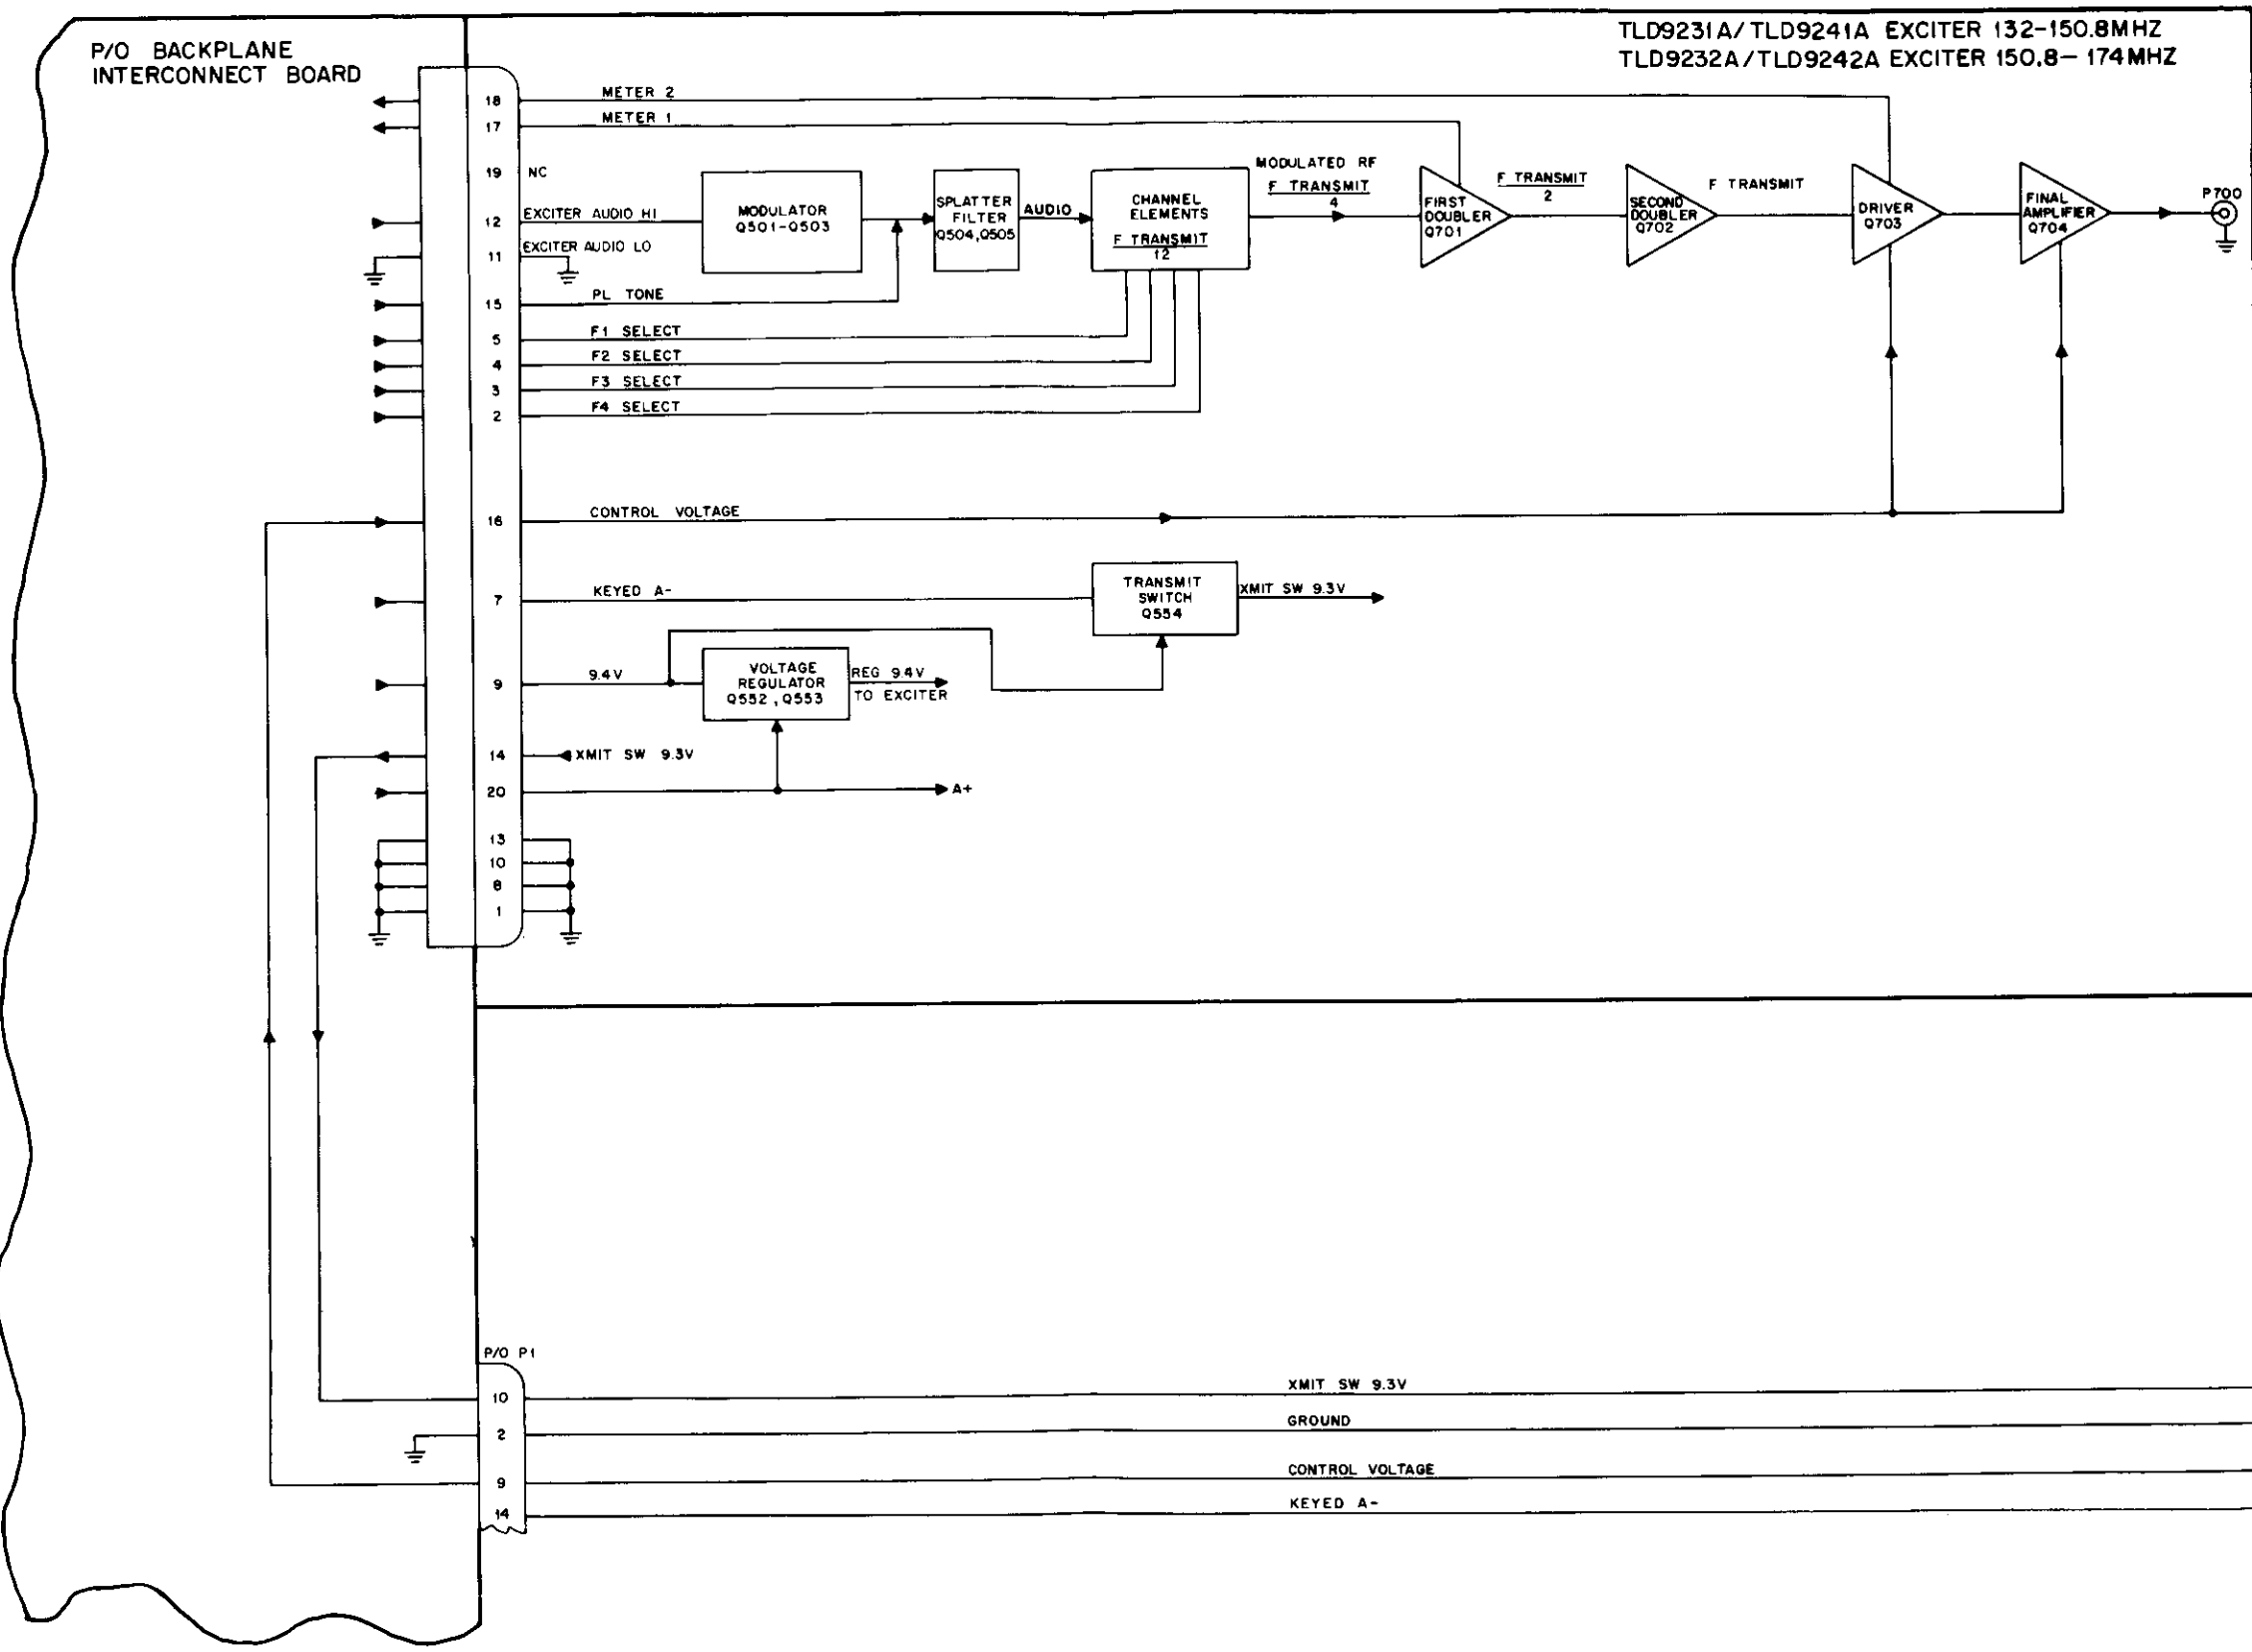 P/O BACKPLANE
INTERCONNECT BOARD
TLD9231A/TLD9241A EXCITER 132-150.8MHZ
TLD9232A/TLD9242A EXCITER 150.8-174MHZ
18 METER 2
17 METER 1
19 NC
12 EXCITER AUDIO HI
11 EXCITER AUDIO LO
15 PL TONE
5 F1 SELECT
4 F2 SELECT
3 F3 SELECT
2 F4 SELECT
MODULATOR
Q501-Q503
SPLATTER
FILTER
Q504,Q505
AUDIO
CHANNEL
ELEMENTS
F TRANSMIT
12
MODULATED RF
F TRANSMIT
4
FIRST
DOUBLER
Q701
F TRANSMIT
2
SECOND
DOUBLER
Q702
F TRANSMIT
DRIVER
Q703
FINAL
AMPLIFIER
Q704
P700
16 CONTROL VOLTAGE
7 KEYED A-
TRANSMIT
SWITCH
Q554
XMIT SW 9.3V
9 9.4V
VOLTAGE
REGULATOR
Q552,Q553
REG 9.4V
TO EXCITER
14 XMIT SW 9.3V
20 A+
13
10
8
1
P/O P1
10 XMIT SW 9.3V
2 GROUND
9 CONTROL VOLTAGE
14 KEYED A-